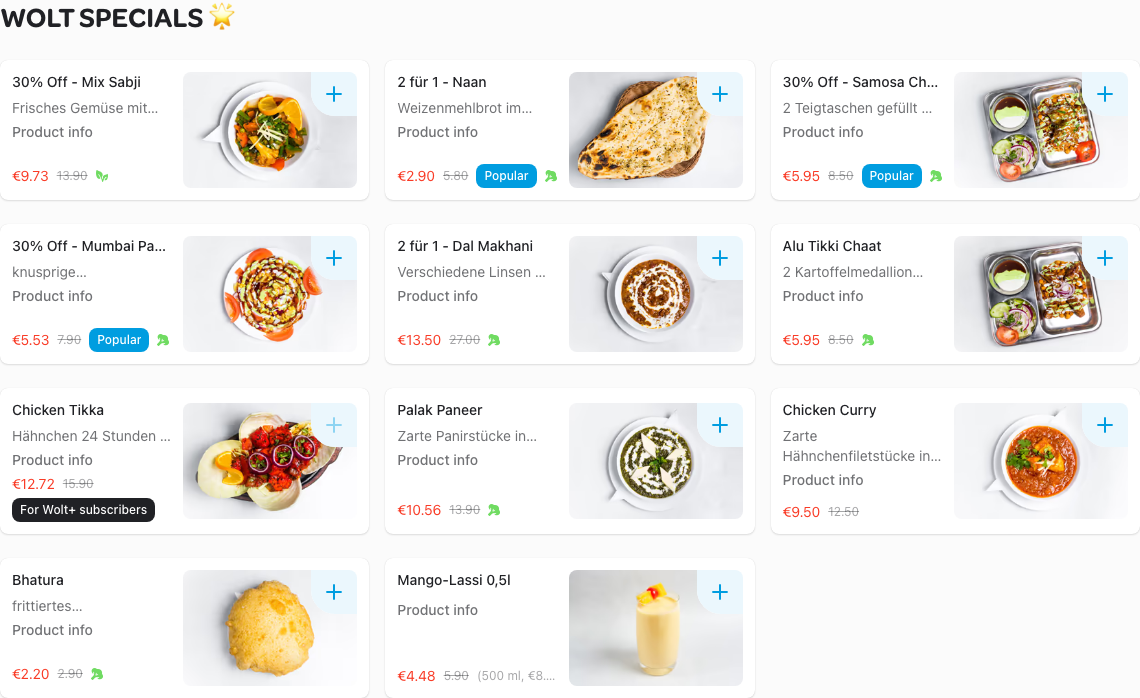 WOLT SPECIALS 🌟
30% Off - Mix Sabji
Frisches Gemüse mit...
Product info
€9.73 13.90
2 für 1 - Naan
Weizenmehlbrot im...
Product info
€2.90 5.80 Popular
30% Off - Samosa Ch...
2 Teigtaschen gefüllt ...
Product info
€5.95 8.50 Popular
30% Off - Mumbai Pa...
knusprige...
Product info
€5.53 7.90 Popular
2 für 1 - Dal Makhani
Verschiedene Linsen ...
Product info
€13.50 27.00
Alu Tikki Chaat
2 Kartoffelmedallion...
Product info
€5.95 8.50
Chicken Tikka
Hähnchen 24 Stunden ...
Product info
€12.72 15.90
For Wolt+ subscribers
Palak Paneer
Zarte Panirstücke in...
Product info
€10.56 13.90
Chicken Curry
Zarte
Hähnchenfiletstücke in...
Product info
€9.50 12.50
Bhatura
frittiertes...
Product info
€2.20 2.90
Mango-Lassi 0,5l
Product info
€4.48 5.90 (500 ml, €8....